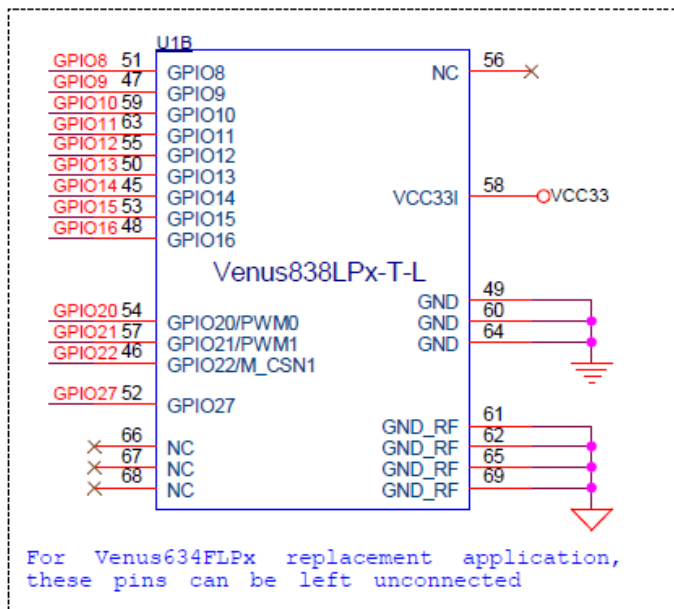 U1B
GPIO8 51 GPIO8 NC 56
GPIO9 47 GPIO9
GPIO10 59 GPIO10
GPIO11 63 GPIO11
GPIO12 55 GPIO12
GPIO13 50 GPIO13
GPIO14 45 GPIO14 VCC33I 58 VCC33
GPIO15 53 GPIO15
GPIO16 48 GPIO16
Venus838LPx-T-L
GND 49
GPIO20 54 GPIO20/PWM0 GND 60
GPIO21 57 GPIO21/PWM1 GND 64
GPIO22 46 GPIO22/M_CSN1
GPIO27 52 GPIO27
GND_RF 61
66 NC GND_RF 62
67 NC GND_RF 65
68 NC GND_RF 69
For Venus634FLPx replacement application,
these pins can be left unconnected